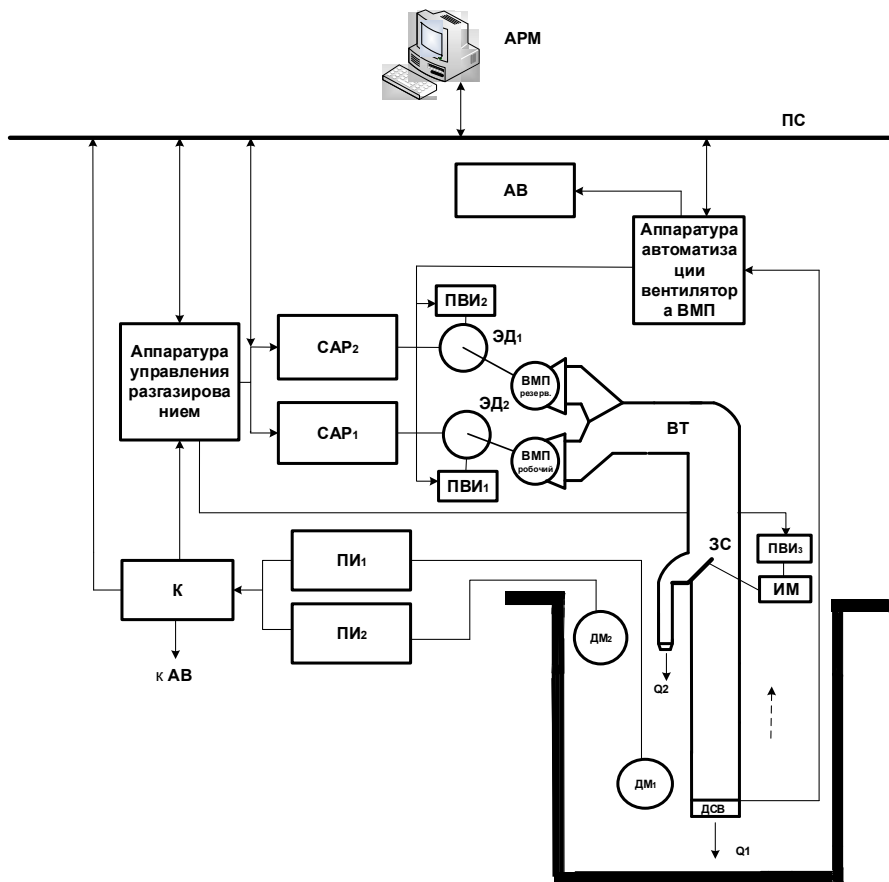 АРМ
ПС
АВ
Аппаратура
автоматиза
ции
вентилятор
а ВМП
ПВИ2
ЭД1
Аппаратура
управления
разгазирова
нием
САР2
ВМП
резерв.
ЭД2
САР1
ВМП
робочий
ВТ
ПВИ1
ЗС
ПВИ3
ПИ1
К
ИМ
ПИ2
ДМ2
к АВ
Q2
ДМ1
ДСВ
Q1